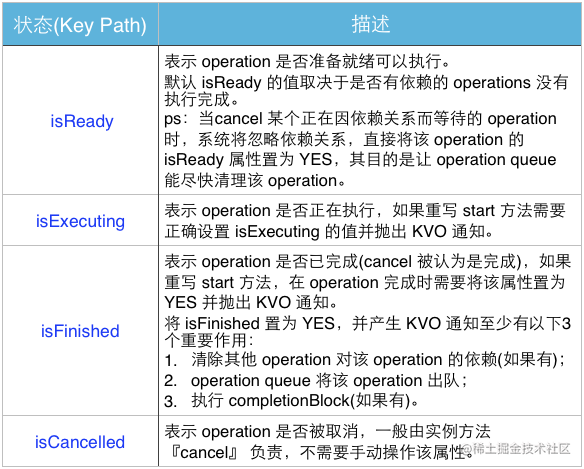 状态(Key Path)
描述
isReady
表示 operation 是否准备就绪可以执行。
默认 isReady 的值取决于是否有依赖的 operations 没有
执行完成。
ps：当cancel 某个正在因依赖关系而等待的 operation
时，系统将忽略依赖关系，直接将该 operation 的
isReady 属性置为 YES，其目的是让 operation queue
能尽快清理该 operation。
isExecuting
表示 operation 是否正在执行，如果重写 start 方法需要
正确设置 isExecuting 的值并抛出 KVO 通知。
isFinished
表示 operation 是否已完成(cancel 被认为是完成)，如果
重写 start 方法，在 operation 完成时需要将该属性置为
YES 并抛出 KVO 通知。
将 isFinished 置为 YES，并产生 KVO 通知至少有以下3
个重要作用：
1. 清除其他 operation 对该 operation 的依赖(如果有)；
2. operation queue 将该 operation 出队；
3. 执行 completionBlock(如果有)。
isCancelled
表示 operation 是否被取消，一般由实例方法
『cancel』 负责，不需要手动操作该属性。
@稀土掘金技术社区